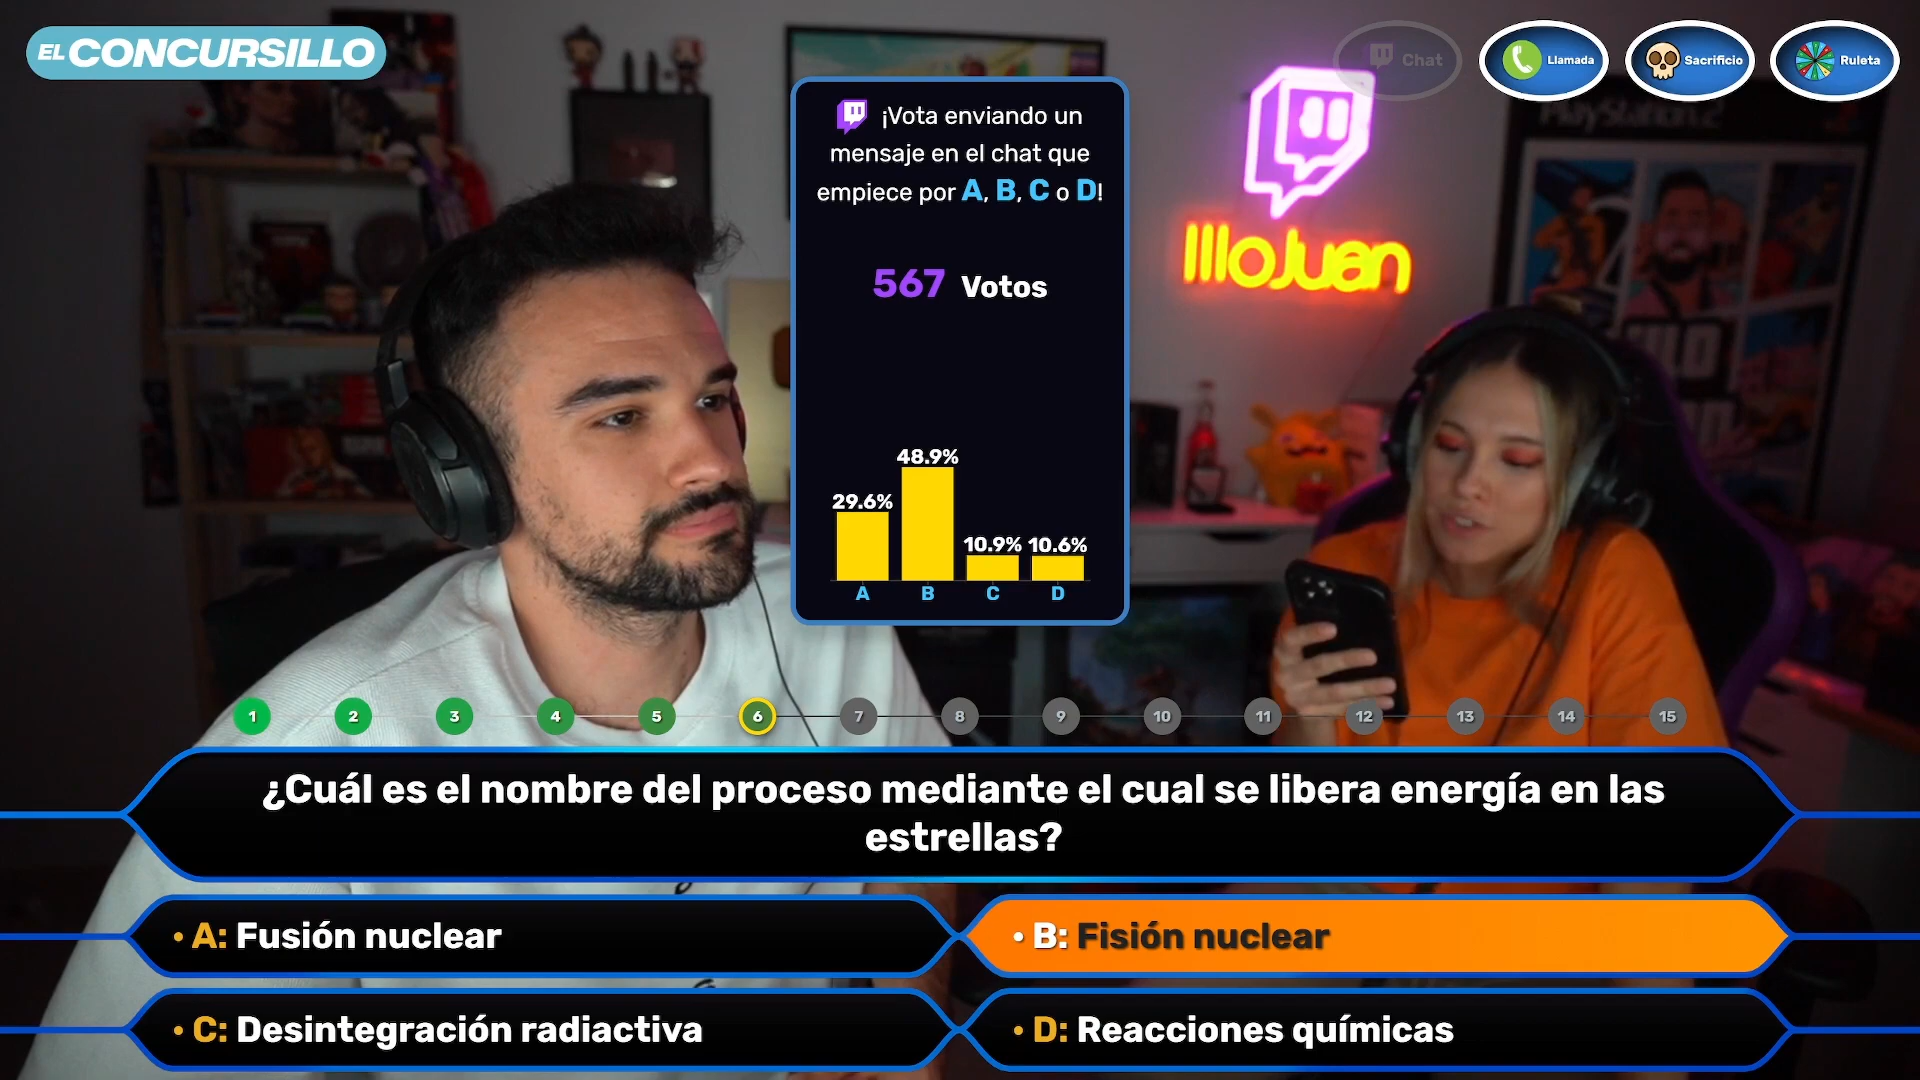 EL CONCURSILLO
Chat
Llamada
Sacrificio
Ruleta
PlayStation 2
¡Vota enviando un
mensaje en el chat que
empiece por A, B, C o D!
567 Votos
48.9%
29.6%
10.9% 10.6%
A B C D
IlloJuan
1 2 3 4 5 6 7 8 9 10 11 12 13 14 15
¿Cuál es el nombre del proceso mediante el cual se libera energía en las
estrellas?
• A: Fusión nuclear
• B: Fisión nuclear
• C: Desintegración radiactiva
• D: Reacciones químicas